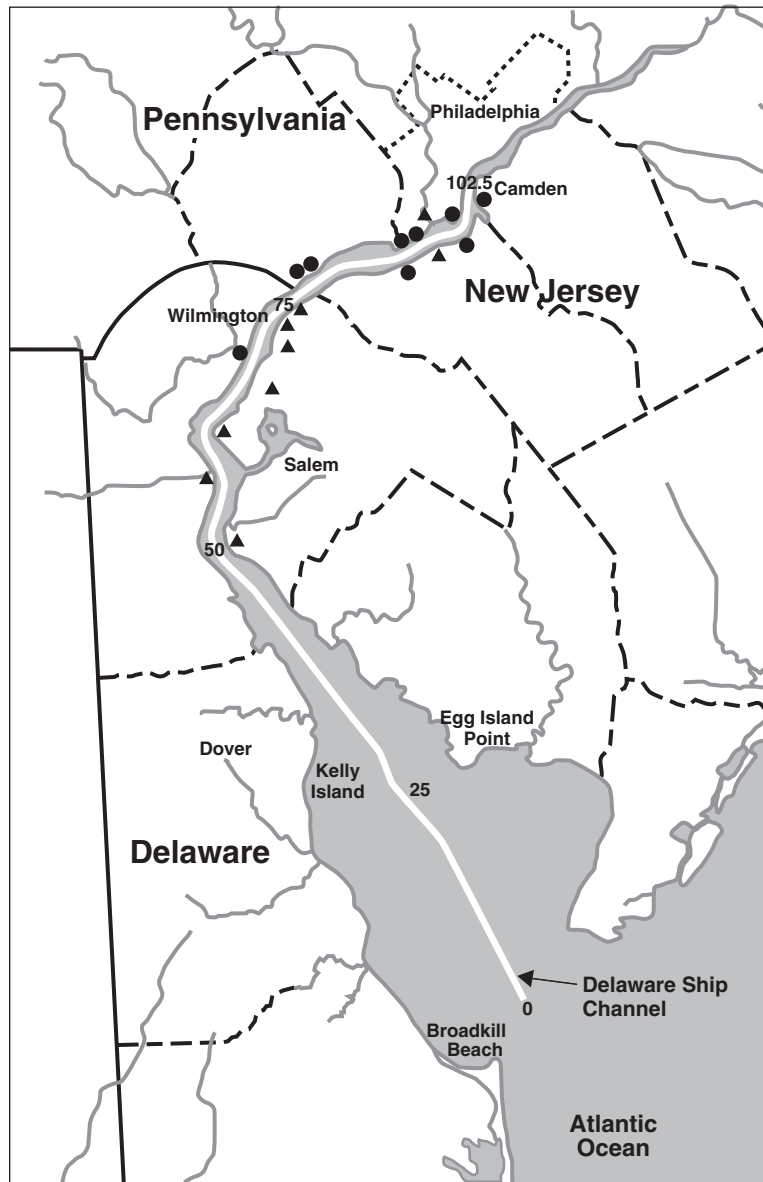 Pennsylvania
Philadelphia
102.5
Camden
New Jersey
75
Wilmington
Salem
50
Egg Island
Point
Dover
Kelly
Island
25
Delaware
Delaware Ship
Channel
0
Broadkill
Beach
Atlantic
Ocean